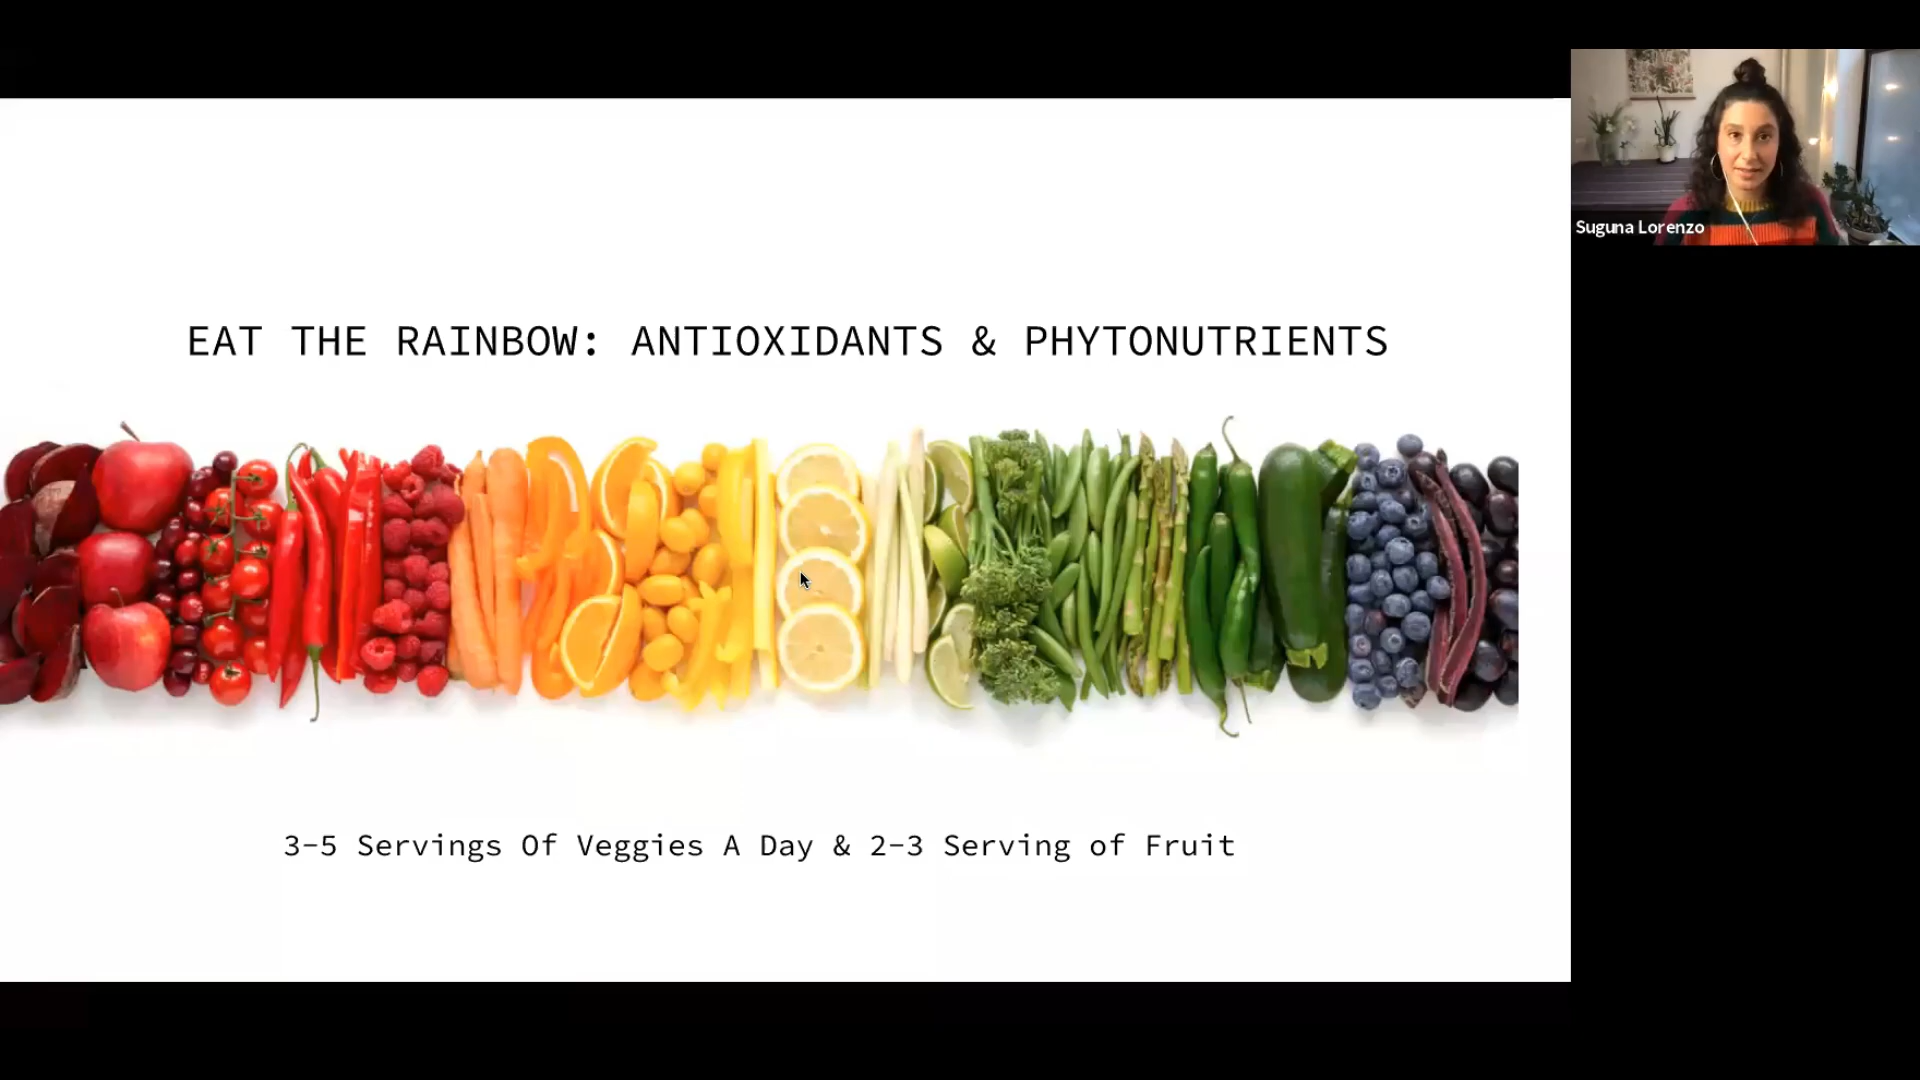 EAT THE RAINBOW: ANTIOXIDANTS & PHYTONUTRIENTS
3-5 Servings Of Veggies A Day & 2-3 Serving of Fruit
Suguna Lorenzo